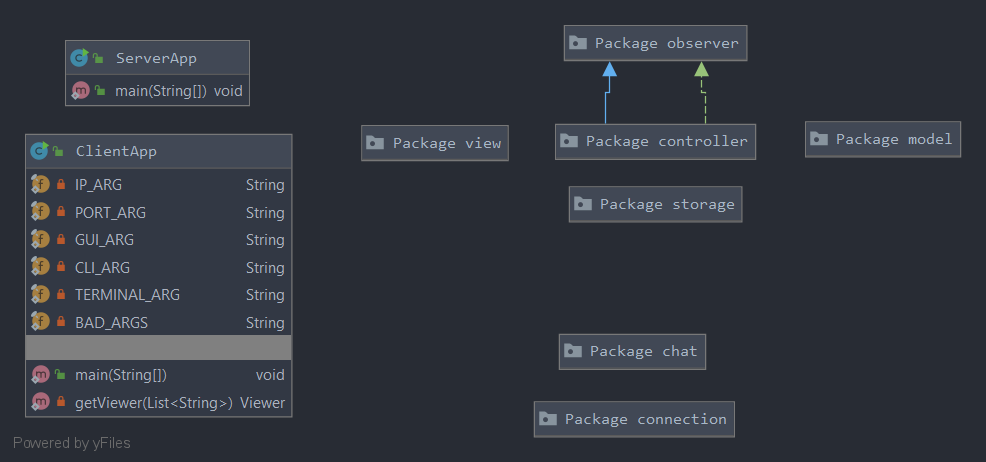 ServerApp
main(String[]) void
ClientApp
IP_ARG String
PORT_ARG String
GUI_ARG String
CLI_ARG String
TERMINAL_ARG String
BAD_ARGS String
main(String[]) void
getViewer(List<String>) Viewer
Package observer
Package view
Package controller
Package model
Package storage
Package chat
Package connection
Powered by yFiles